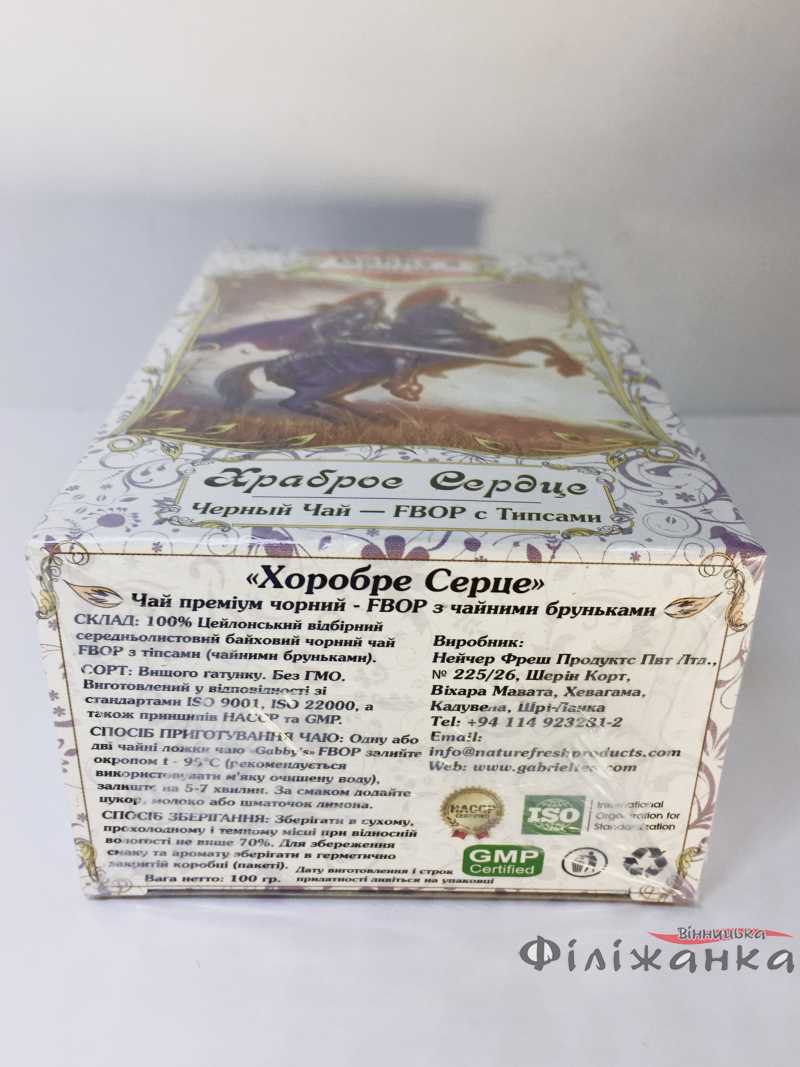 Храброе Сердце
Черный Чай — FBOP с Типсами
«Хоробре Серце»
Чай преміум чорний - FBOP з чайними бруньками
СКЛАД: 100% Цейлонський відбірний
середньолистовий байховий чорний чай
FBOP з тіпсами (чайними бруньками).
СОРТ: Вищого гатунку. Без ГМО.
Виготовлений у відповідності зі
стандартами ISO 9001, ISO 22000, а
також принципів HACCP та GMP.
СПОСІБ ПРИГОТУВАННЯ ЧАЮ: Одну або
дві чайні ложки чаю «Gabby's» FBOP залийте
окропом t - 95°C (рекомендується
використовувати м'яку очищену воду),
залиште на 5-7 хвилин. За смаком додайте
цукор, молоко або шматочок лимона.
СПОСІБ ЗБЕРІГАННЯ: Зберігати в сухому,
прохолодному і темному місці при відносній
вологості не вище 70%. Для збереження
смаку та аромату зберігати в герметично
закритій коробці (пакеті).
Вага нетто: 100 гр.
Дату виготовлення і строк
прилатності дивіться на упаковці
Виробник:
Нейчер Фреш Продуктс Пвт Лтд.,
№ 225/26, Шерін Корт,
Віхара Мавата, Хевагама,
Кадувела, Шрі-Ланка
Tel: +94 114 923231-2
Email:
info@naturefreshproducts.com
Web: www.gabrieltea.com
HACCP
CERTIFIED
ISO
International
Organization for
Standardization
GMP
Certified
Вінницька
Філіжанка